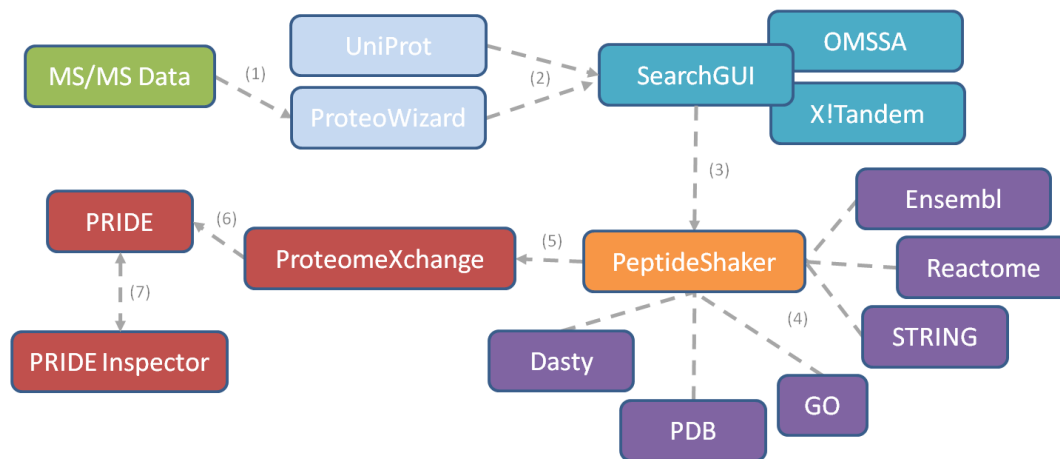 UniProt
OMSSA
MS/MS Data
(1)
(2)
SearchGUI
ProteoWizard
X!Tandem
(3)
Ensembl
PRIDE
(6)
ProteomeXchange
(5)
PeptideShaker
Reactome
(7)
(4)
STRING
PRIDE Inspector
Dasty
GO
PDB